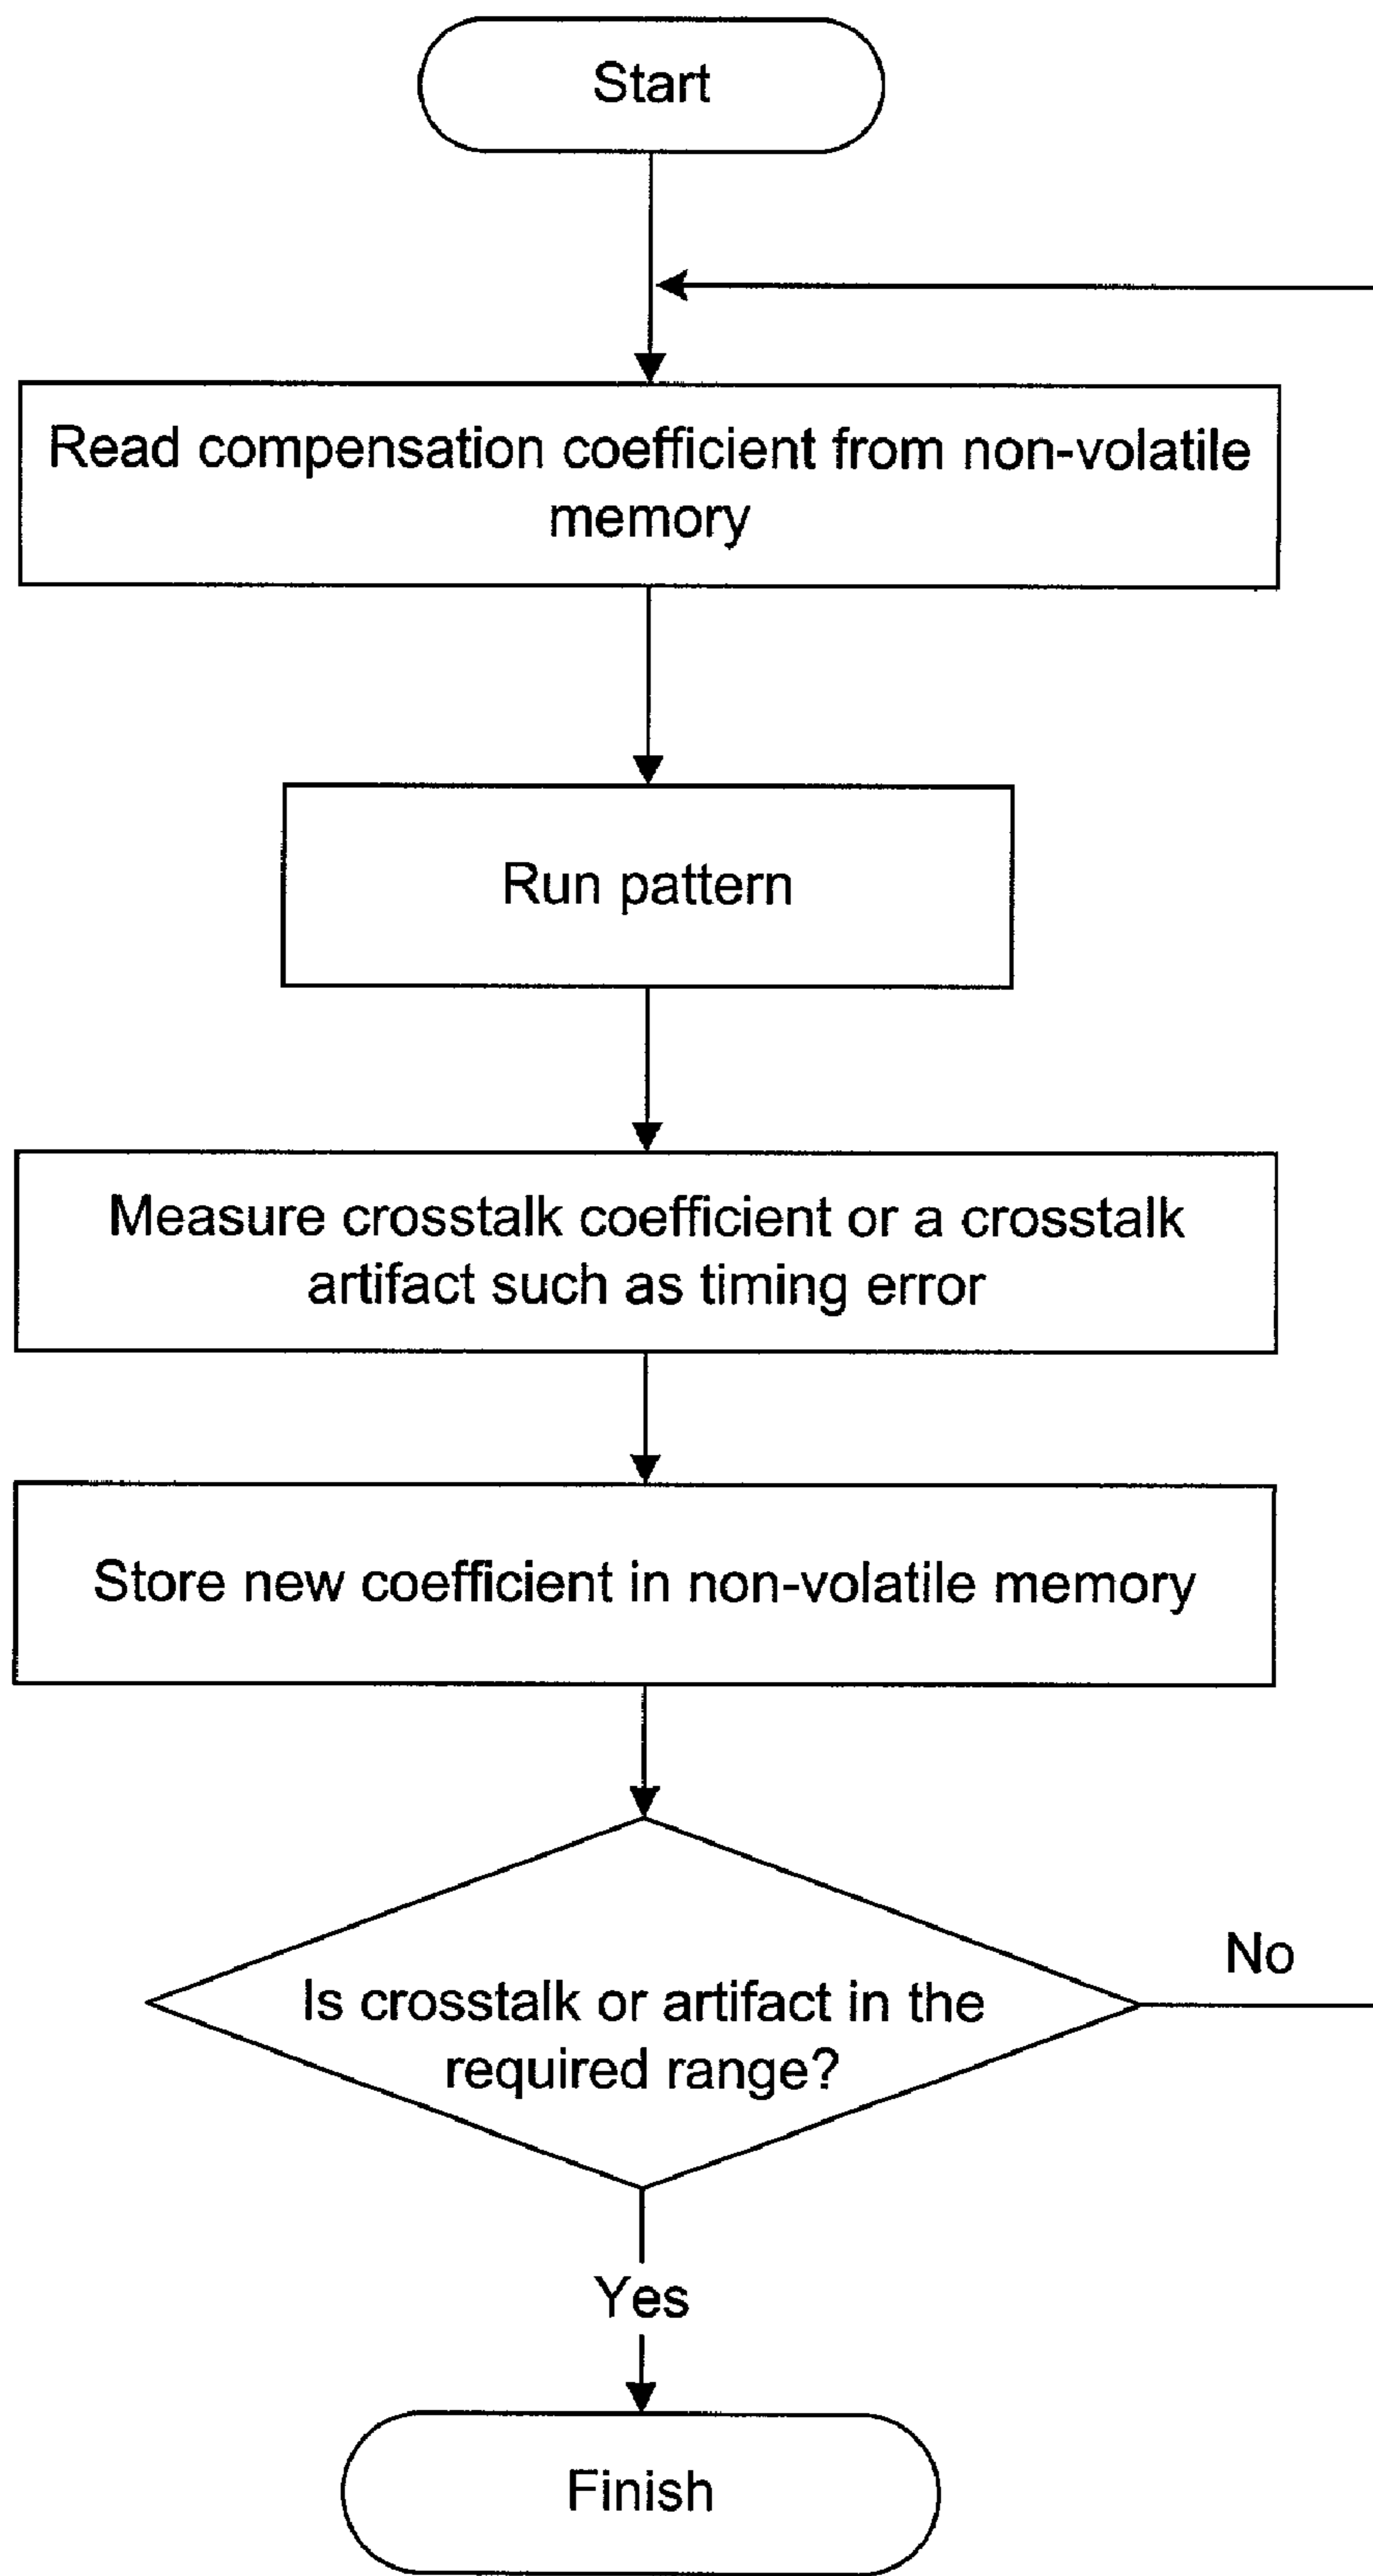 Start
Read compensation coefficient from non-volatile
memory
Run pattern
Measure crosstalk coefficient or a crosstalk
artifact such as timing error
Store new coefficient in non-volatile memory
Is crosstalk or artifact in the
required range?
No
Yes
Finish